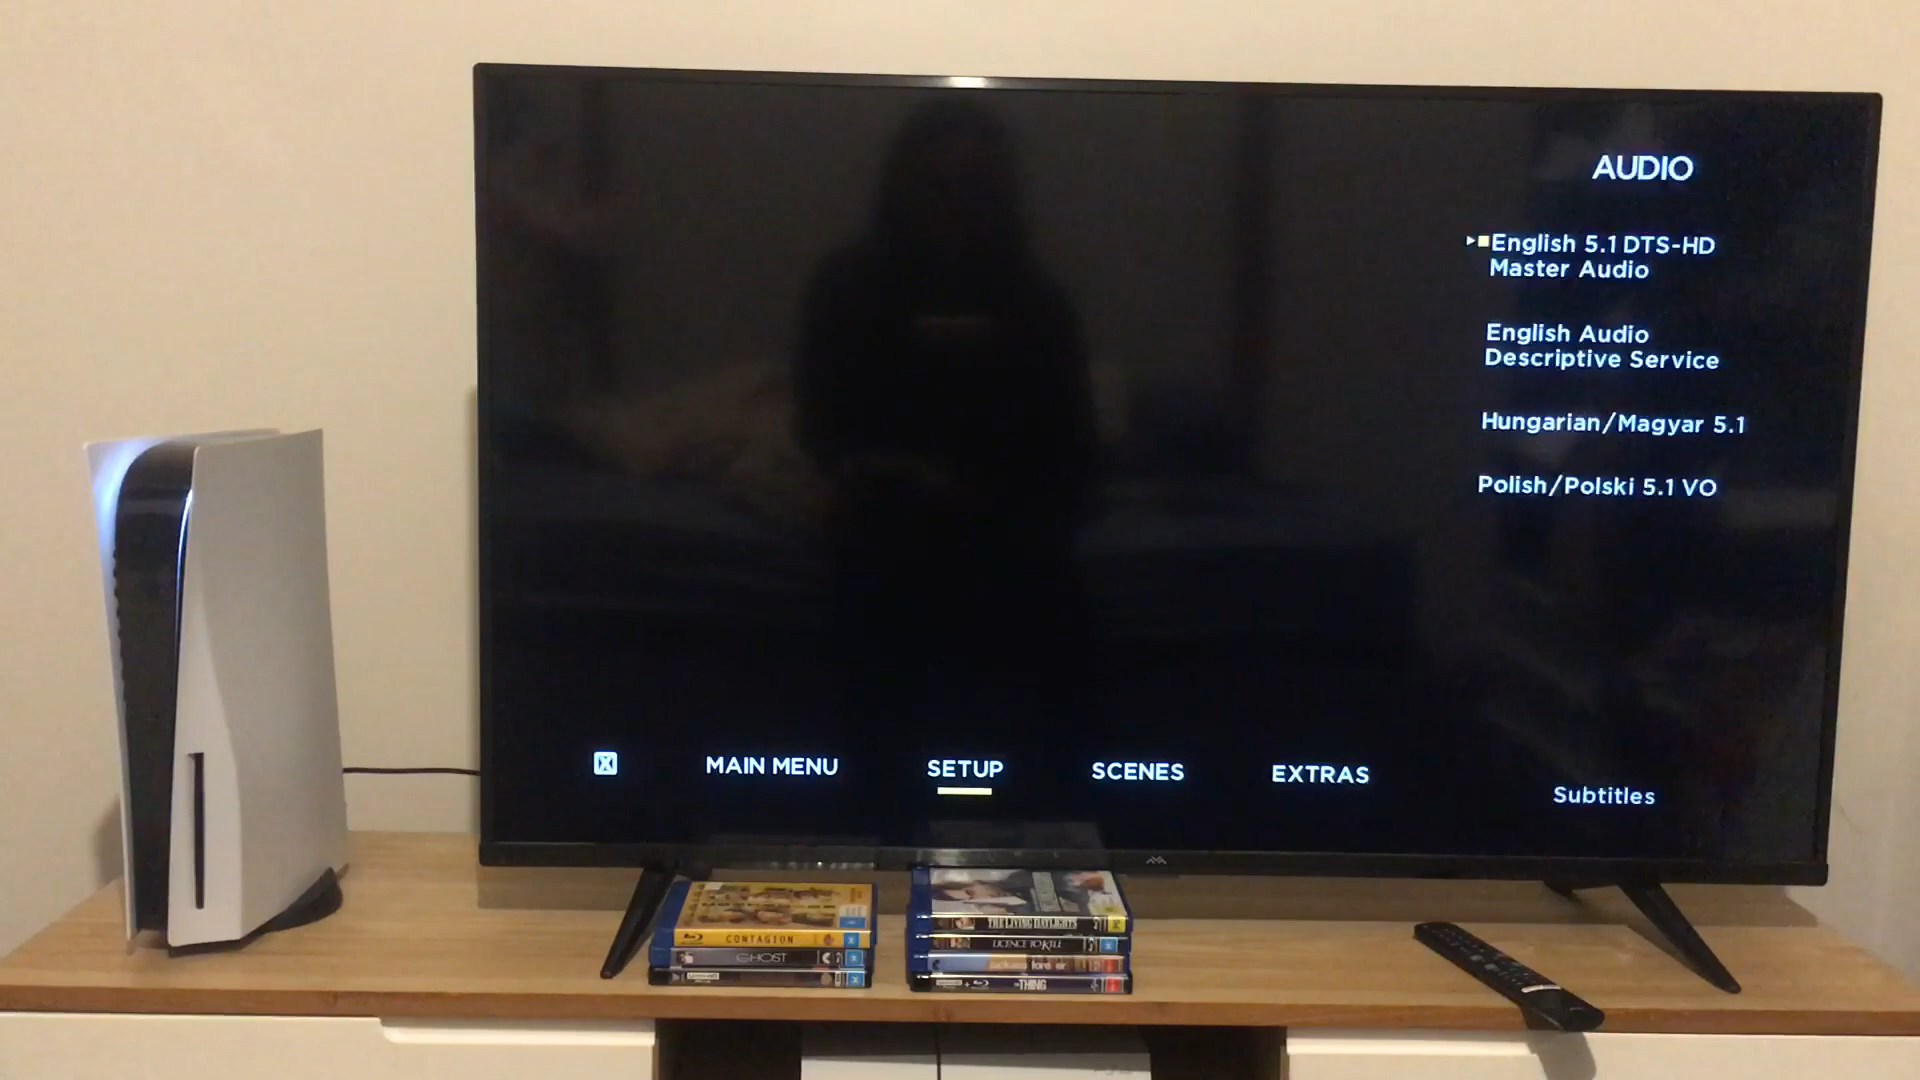 AUDIO
English 5.1 DTS-HD
Master Audio
English Audio
Descriptive Service
Hungarian/Magyar 5.1
Polish/Polski 5.1 VO
X
MAIN MENU
SETUP
SCENES
EXTRAS
Subtitles
CONTAGION
GHOST
THE LIVING DAYLIGHTS
LICENCE TO KILL
THE THING